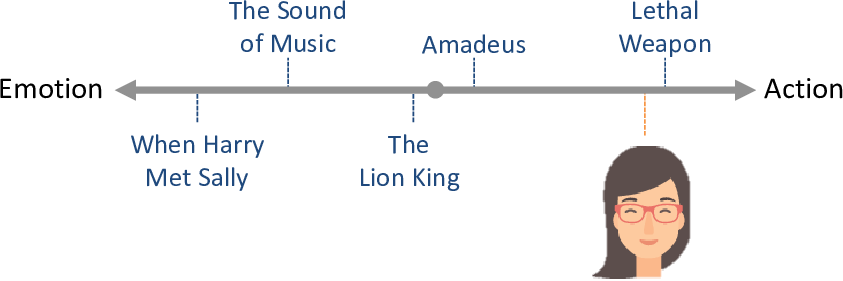 The Sound
of Music
Amadeus
Lethal
Weapon
Emotion
Action
When Harry
Met Sally
The
Lion King